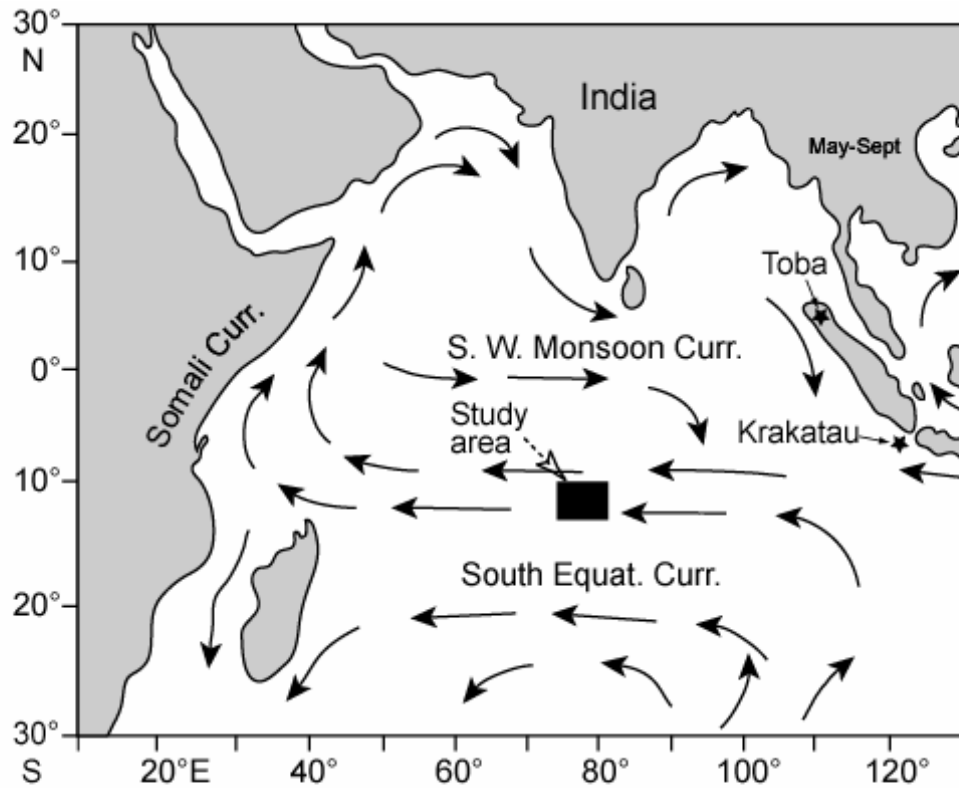 30°
N
20°
10°
0°
10°
20°
30°
S
20°E
40°
60°
80°
100°
120°
India
May-Sept
Toba
Somali Curr.
S. W. Monsoon Curr.
Study
area
Krakatau
South Equat. Curr.